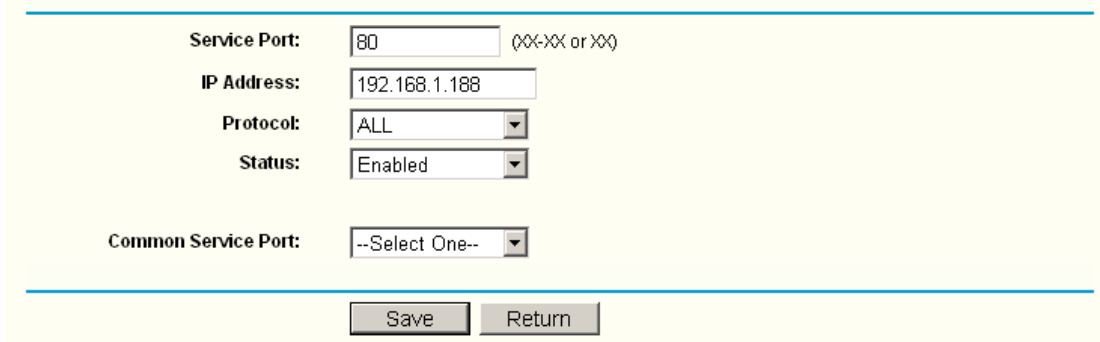 Service Port: 80 (XX-XX or XX)
IP Address: 192.168.1.188
Protocol: ALL
Status: Enabled
Common Service Port: --Select One--
Save Return